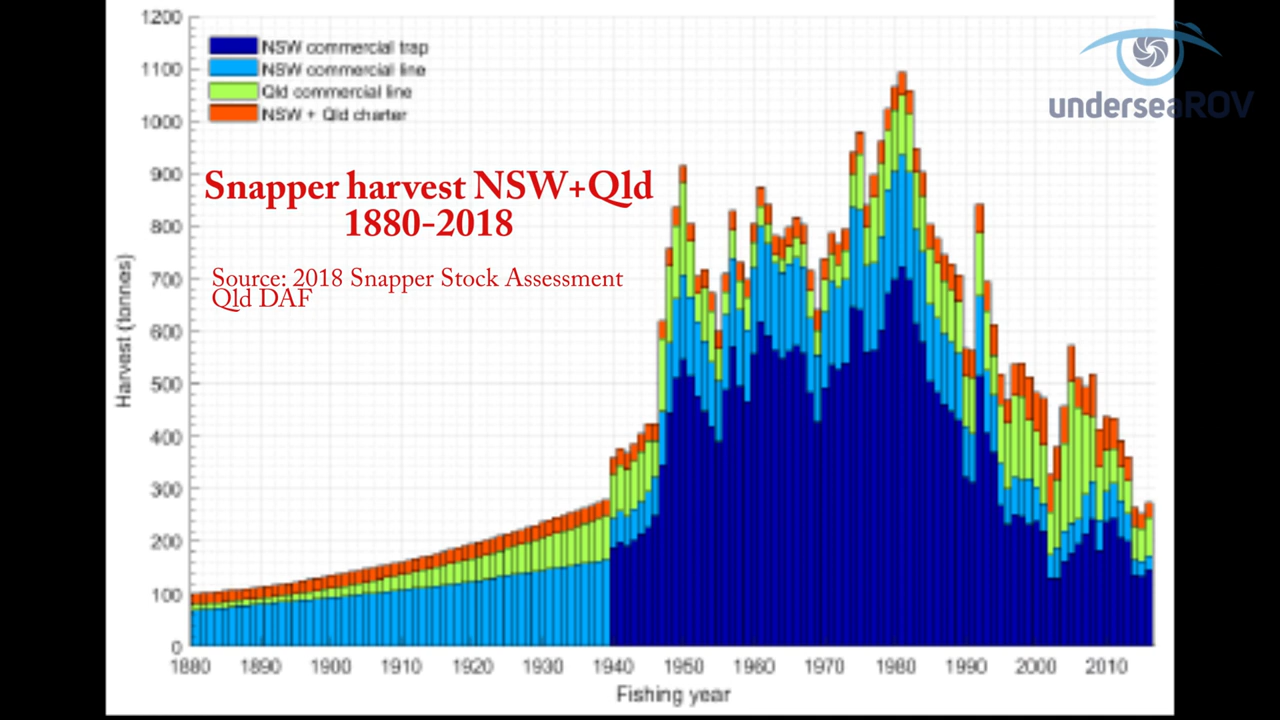 1200
1100
1000
900
800
700
600
500
400
300
200
100
0
Harvest (tonnes)
NSW commercial trap
NSW commercial line
Qld commercial line
NSW + Qld charter
underseaROV
Snapper harvest NSW+Qld
1880-2018
Source: 2018 Snapper Stock Assessment
Qld DAF
1880 1890 1900 1910 1920 1930 1940 1950 1960 1970 1980 1990 2000 2010
Fishing year